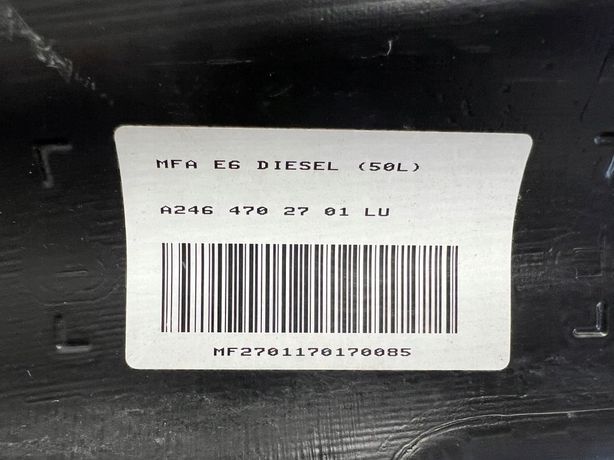 MFA E6 DIESEL (50L)
A246 470 27 01 LU
MF2701170170085